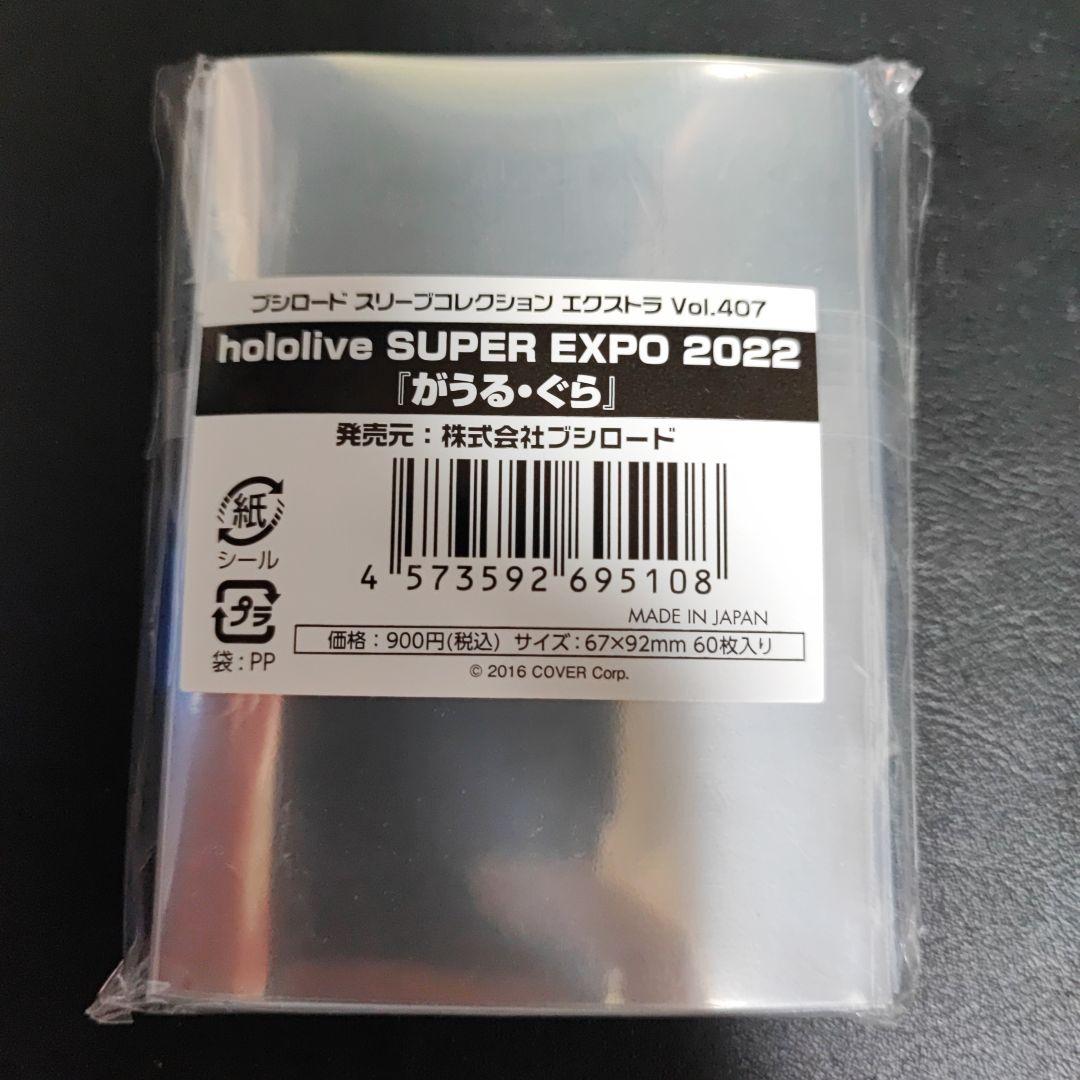 ブシロード スリーブコレクション エクストラ Vol.407
hololive SUPER EXPO 2022
『がうる・ぐら』
発売元：株式会社ブシロード
紙
シール
プラ
袋：PP
4 573592 695108
MADE IN JAPAN
価格：900円(税込) サイズ：67×92mm 60枚入り
© 2016 COVER Corp.